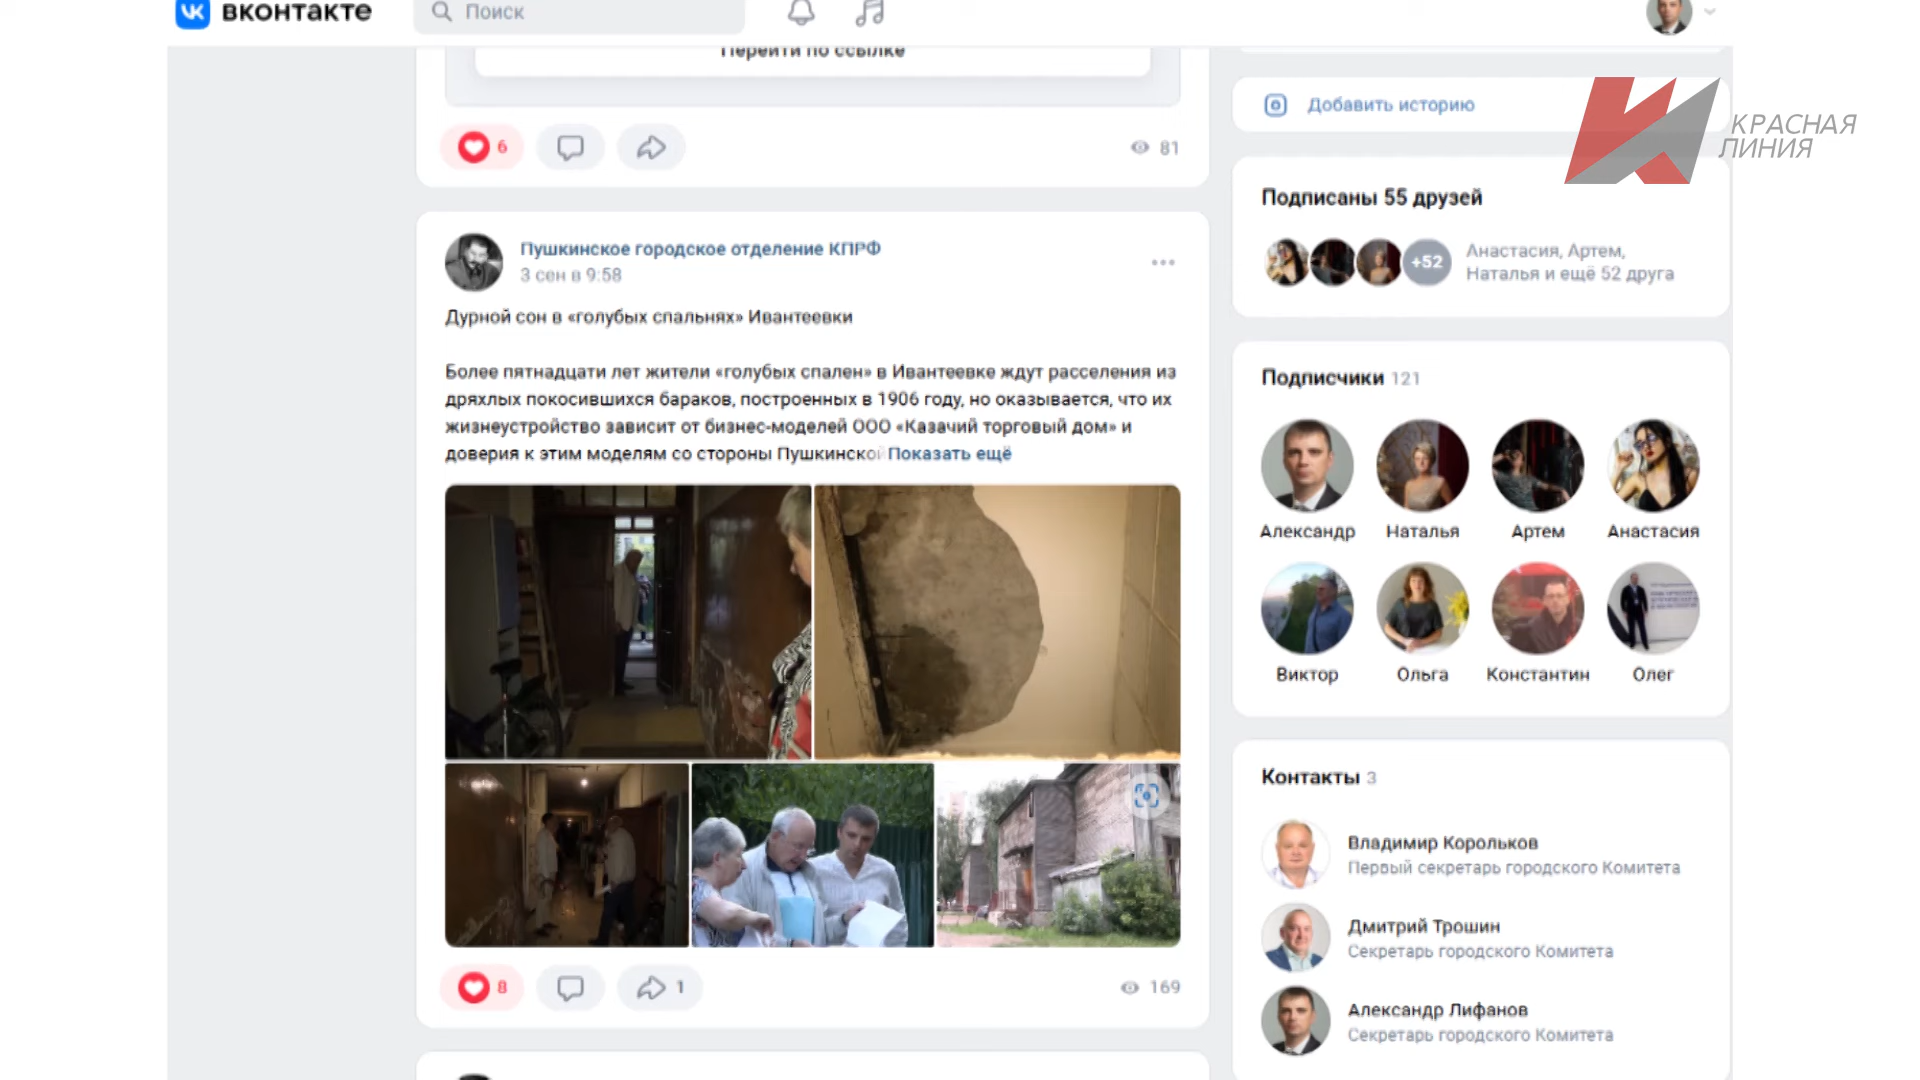 вконтакте
Поиск
Перейти по ссылке
6
81
Добавить историю
КРАСНАЯ
ЛИНИЯ
Подписаны 55 друзей
+52
Анастасия, Артем,
Наталья и ещё 52 друга
Пушкинское городское отделение КПРФ
3 сен в 9:58
Дурной сон в «голубых спальнях» Ивантеевки
Более пятнадцати лет жители «голубых спален» в Ивантеевке ждут расселения из
дряхлых покосившихся бараков, построенных в 1906 году, но оказывается, что их
жизнеустройство зависит от бизнес-моделей ООО «Казачий торговый дом» и
доверия к этим моделям со стороны Пушкинской Показать ещё
8
1
169
Подписчики 121
Александр
Наталья
Артем
Анастасия
Виктор
Ольга
Константин
Олег
Контакты 3
Владимир Корольков
Первый секретарь городского Комитета
Дмитрий Трошин
Секретарь городского Комитета
Александр Лифанов
Секретарь городского Комитета